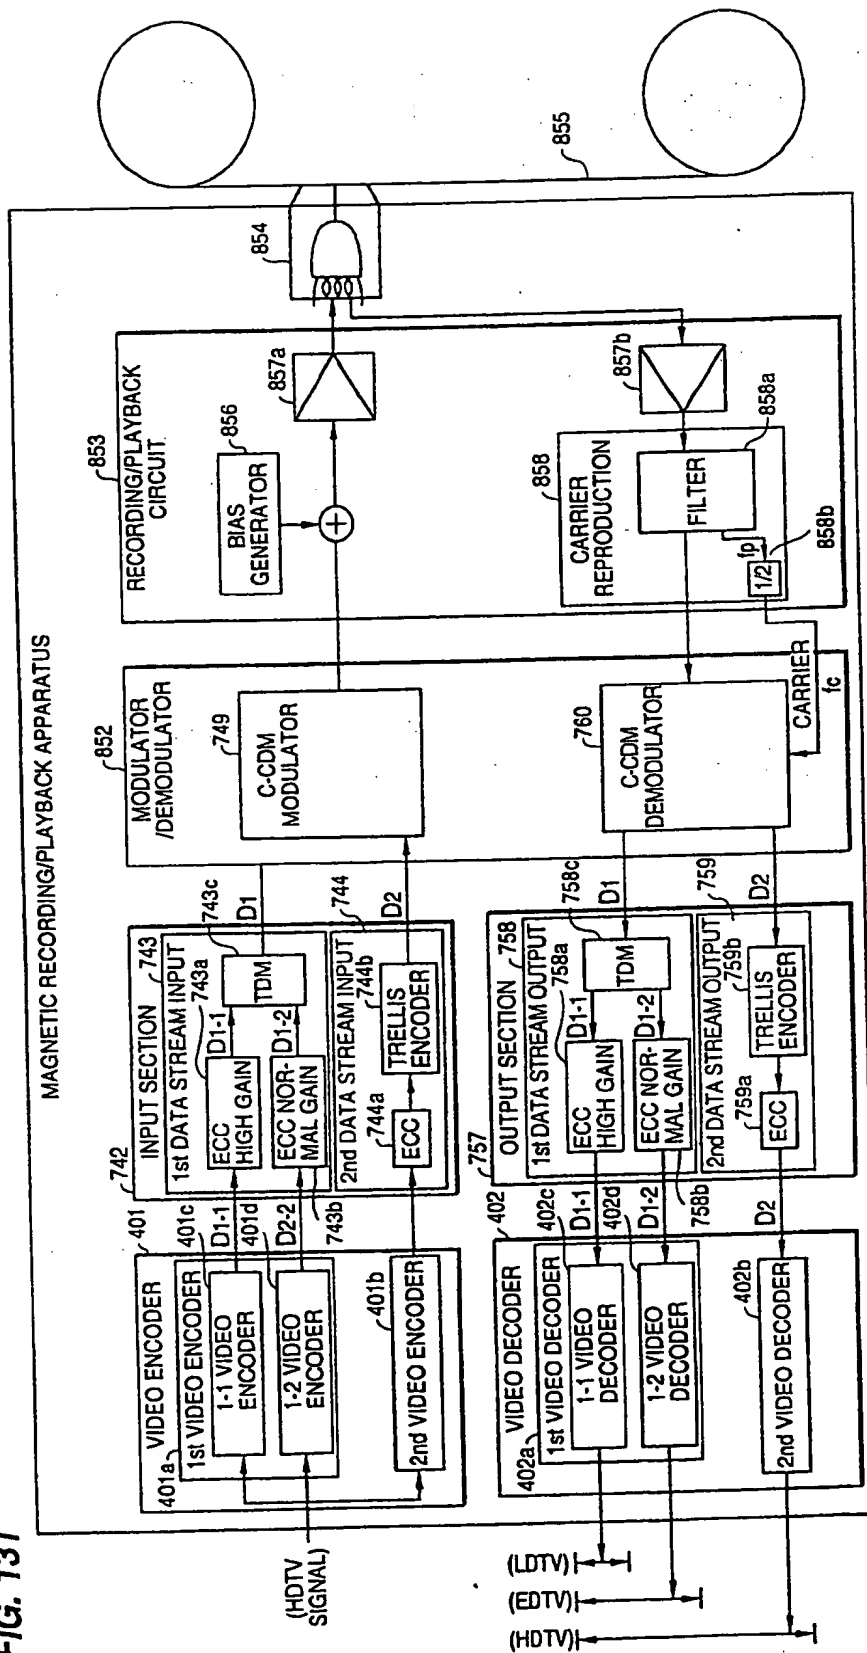 FIG. 131
MAGNETIC RECORDING/PLAYBACK APPARATUS
(HDTV
SIGNAL)
401
VIDEO ENCODER
401a
1st VIDEO ENCODER
401c
1-1 VIDEO
ENCODER
401d
1-2 VIDEO
ENCODER
401b
2nd VIDEO ENCODER
D1-1
D2-2
742
INPUT SECTION
743
1st DATA STREAM INPUT
743a
ECC
HIGH GAIN
D1-1
743c
TDM
ECC NOR-
MAL GAIN
D1-2
743b
744
2nd DATA STREAM INPUT
744a
ECC
744b
TRELLIS
ENCODER
D1
D2
852
MODULATOR
/DEMODULATOR
749
C-CDM
MODULATOR
760
C-CDM
DEMODULATOR
CARRIER
fc
853
RECORDING/PLAYBACK
CIRCUIT
856
BIAS
GENERATOR
+
857a
854
855
857b
858
CARRIER
REPRODUCTION
858a
FILTER
fp
1/2
858b
757
OUTPUT SECTION
758
1st DATA STREAM OUTPUT
758a
ECC
HIGH GAIN
D1-1
758c
TDM
D1
ECC NOR-
MAL GAIN
D1-2
758b
759
2nd DATA STREAM OUTPUT
759a
ECC
759b
TRELLIS
ENCODER
D2
402
VIDEO DECODER
402a
1st VIDEO DECODER
402c
1-1 VIDEO
DECODER
D1-1
402d
1-2 VIDEO
DECODER
D1-2
402b
2nd VIDEO DECODER
D2
(LDTV)
(EDTV)
(HDTV)